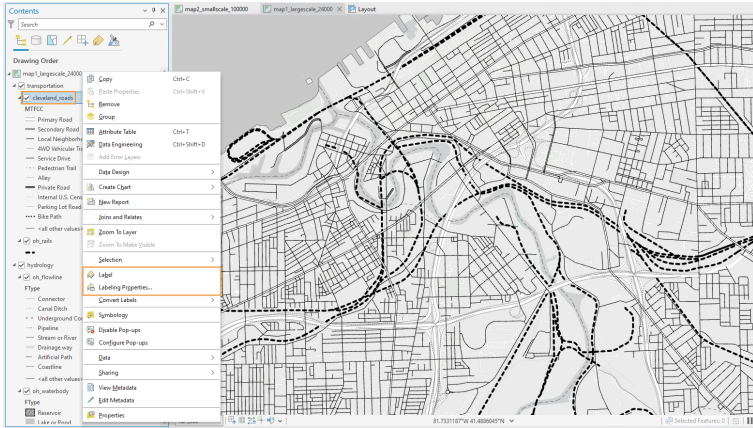 Contents
map2_smallscale_100000
map1_largescale_24000
Layout
Search
Drawing Order
map1_largescale_24000
transportation
cleveland_roads
MTFCC
Primary Road
Secondary Road
Local Neighborho
4WD Vehicular Tra
Service Drive
Pedestrian Trail
Alley
Private Road
Internal U.S. Cens
Parking Lot Road
Bike Path
<all other values>
oh_rails
hydrology
oh_flowline
FType
Connector
Canal Ditch
Underground Co
Pipeline
Stream or River
Drainage way
Artificial Path
Coastline
<all other values>
oh_waterbody
FType
Reservoir
Lake or Pond
Copy Ctrl+C
Paste Properties Ctrl+Shift+V
Remove
Group
Attribute Table Ctrl+T
Data Engineering Ctrl+Shift+D
Add Error Layers
Data Design
Create Chart
New Report
Joins and Relates
Zoom To Layer
Zoom To Make Visible
Selection
Label
Labeling Properties...
Convert Labels
Symbology
Disable Pop-ups
Configure Pop-ups
Data
Sharing
View Metadata
Edit Metadata
Properties
81.7331187°W 41.4886045°N
Selected Features: 0